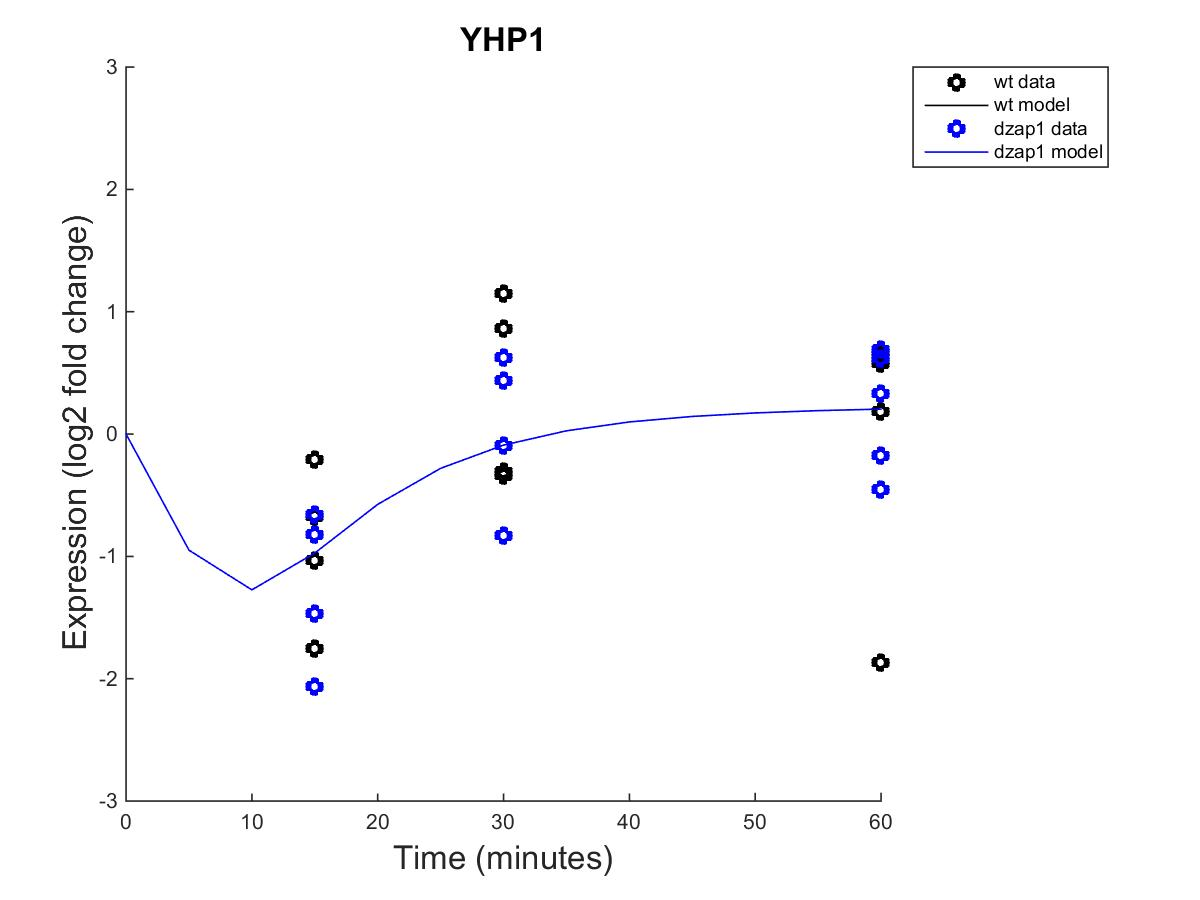 YHP1
wt data
wt model
dzap1 data
dzap1 model
Expression (log2 fold change)
3
2
1
0
-1
-2
-3
0 10 20 30 40 50 60
Time (minutes)